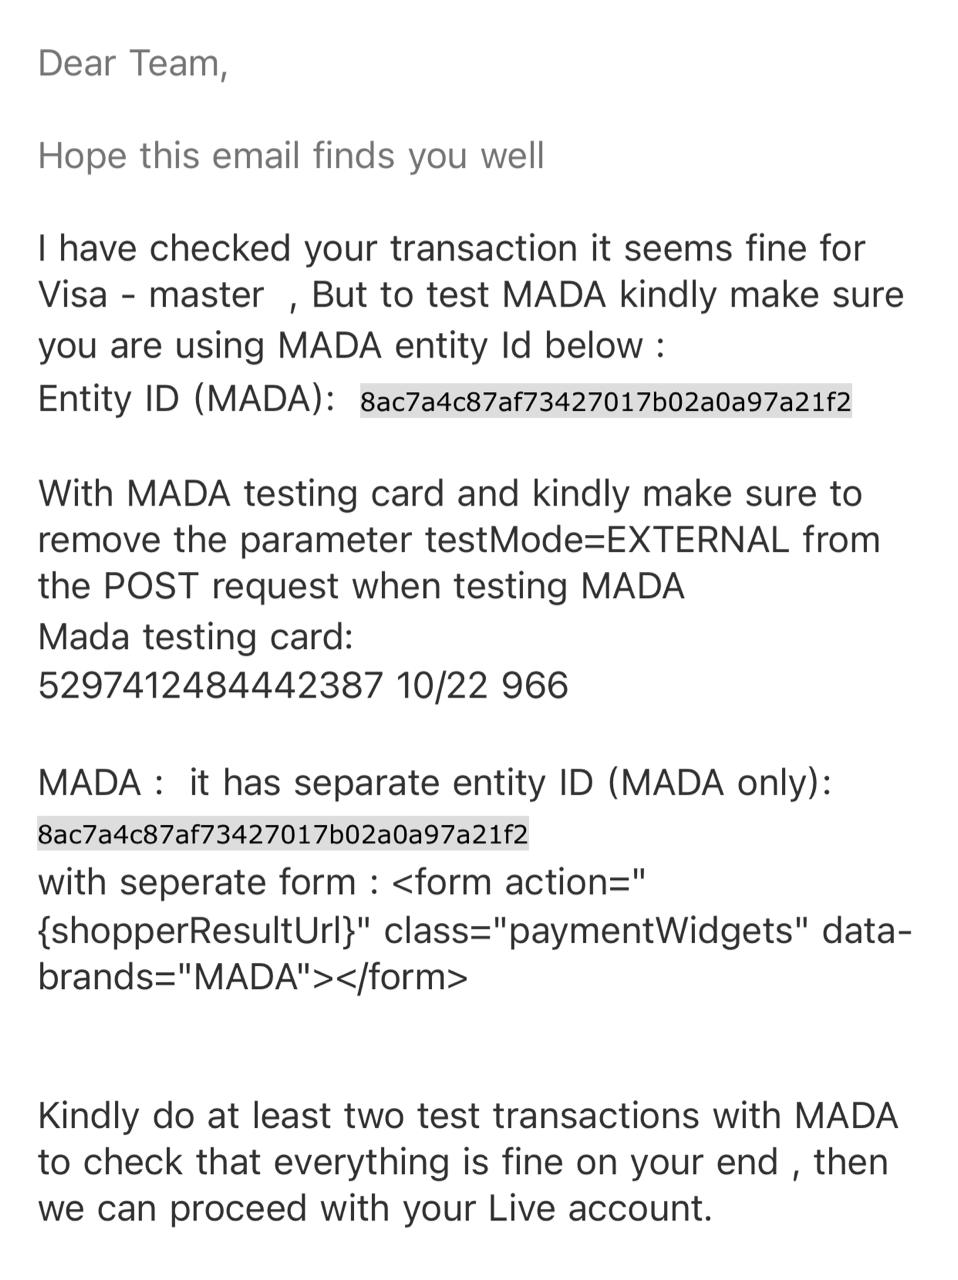 Dear Team,
Hope this email finds you well
I have checked your transaction it seems fine for
Visa - master  , But to test MADA kindly make sure
you are using MADA entity Id below :
Entity ID (MADA):  8ac7a4c87af73427017b02a0a97a21f2
With MADA testing card and kindly make sure to
remove the parameter testMode=EXTERNAL from
the POST request when testing MADA
Mada testing card:
5297412484442387 10/22 966
MADA :  it has separate entity ID (MADA only):
8ac7a4c87af73427017b02a0a97a21f2
with seperate form : <form action="
{shopperResultUrl}" class="paymentWidgets" data-
brands="MADA"></form>
Kindly do at least two test transactions with MADA
to check that everything is fine on your end , then
we can proceed with your Live account.